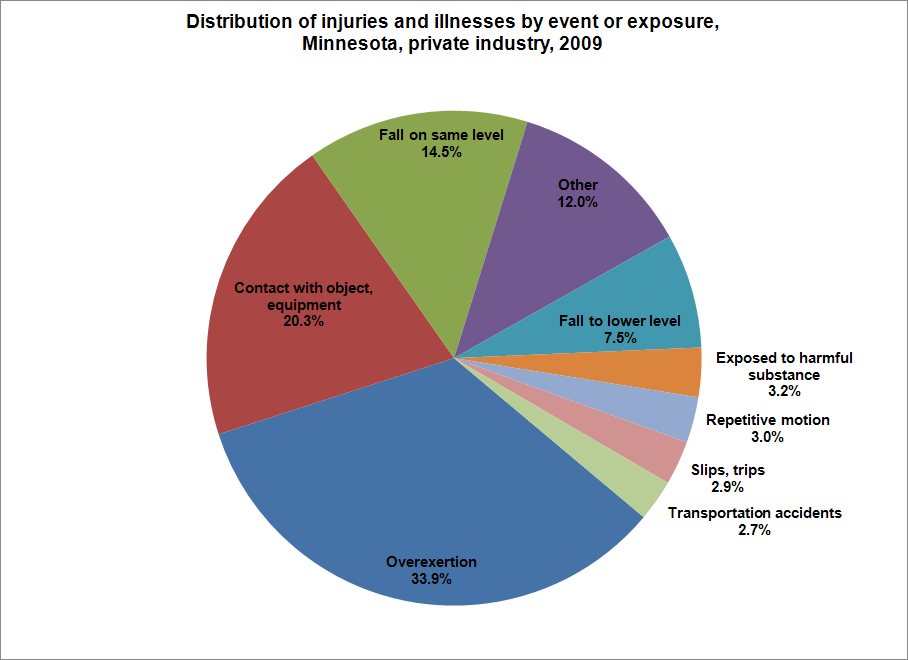 Distribution of injuries and illnesses by event or exposure,
Minnesota, private industry, 2009
Fall on same level
14.5%
Other
12.0%
Contact with object,
equipment
20.3%
Fall to lower level
7.5%
Exposed to harmful
substance
3.2%
Repetitive motion
3.0%
Slips, trips
2.9%
Transportation accidents
2.7%
Overexertion
33.9%